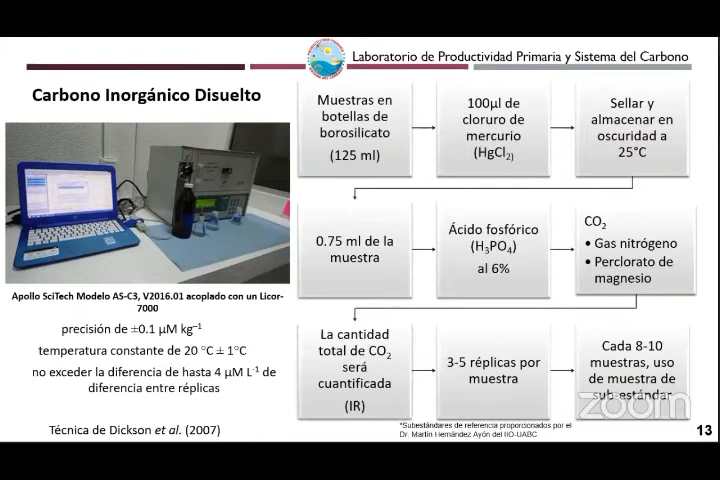 Laboratorio de Productividad Primaria y Sistema del Carbono
Carbono Inorgánico Disuelto
Apollo SciTech Modelo AS-C3, V2016.01 acoplado con un Licor-
7000
precisión de ±0.1 µM kg⁻¹
temperatura constante de 20 °C ± 1°C
no exceder la diferencia de hasta 4 µM L⁻¹ de
diferencia entre réplicas
Técnica de Dickson et al. (2007)
Muestras en
botellas de
borosilicato
(125 ml)
100µl de
cloruro de
mercurio
(HgCl₂)
Sellar y
almacenar en
oscuridad a
25°C
0.75 ml de la
muestra
Ácido fosfórico
(H₃PO₄)
al 6%
CO₂
• Gas nitrógeno
• Perclorato de
magnesio
La cantidad
total de CO₂
será
cuantificada
(IR)
3-5 réplicas por
muestra
Cada 8-10
muestras, uso
de muestra de
sub-estándar
zoom
*Subestándares de referencia proporcionados por el
Dr. Martín Hernández Ayón del IIO-UABC
13